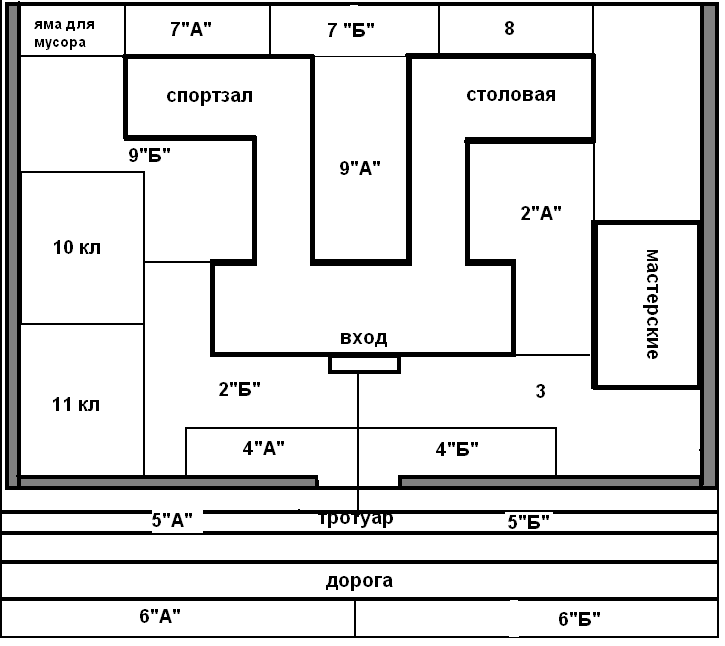 яма для
мусора
7"А"
7 "Б"
8
спортзал
столовая
9"Б"
9"А"
2"А"
10 кл
мастерские
вход
11 кл
2"Б"
3
4"А"
4"Б"
5"А"
тротуар
5"Б"
дорога
6"А"
6"Б"